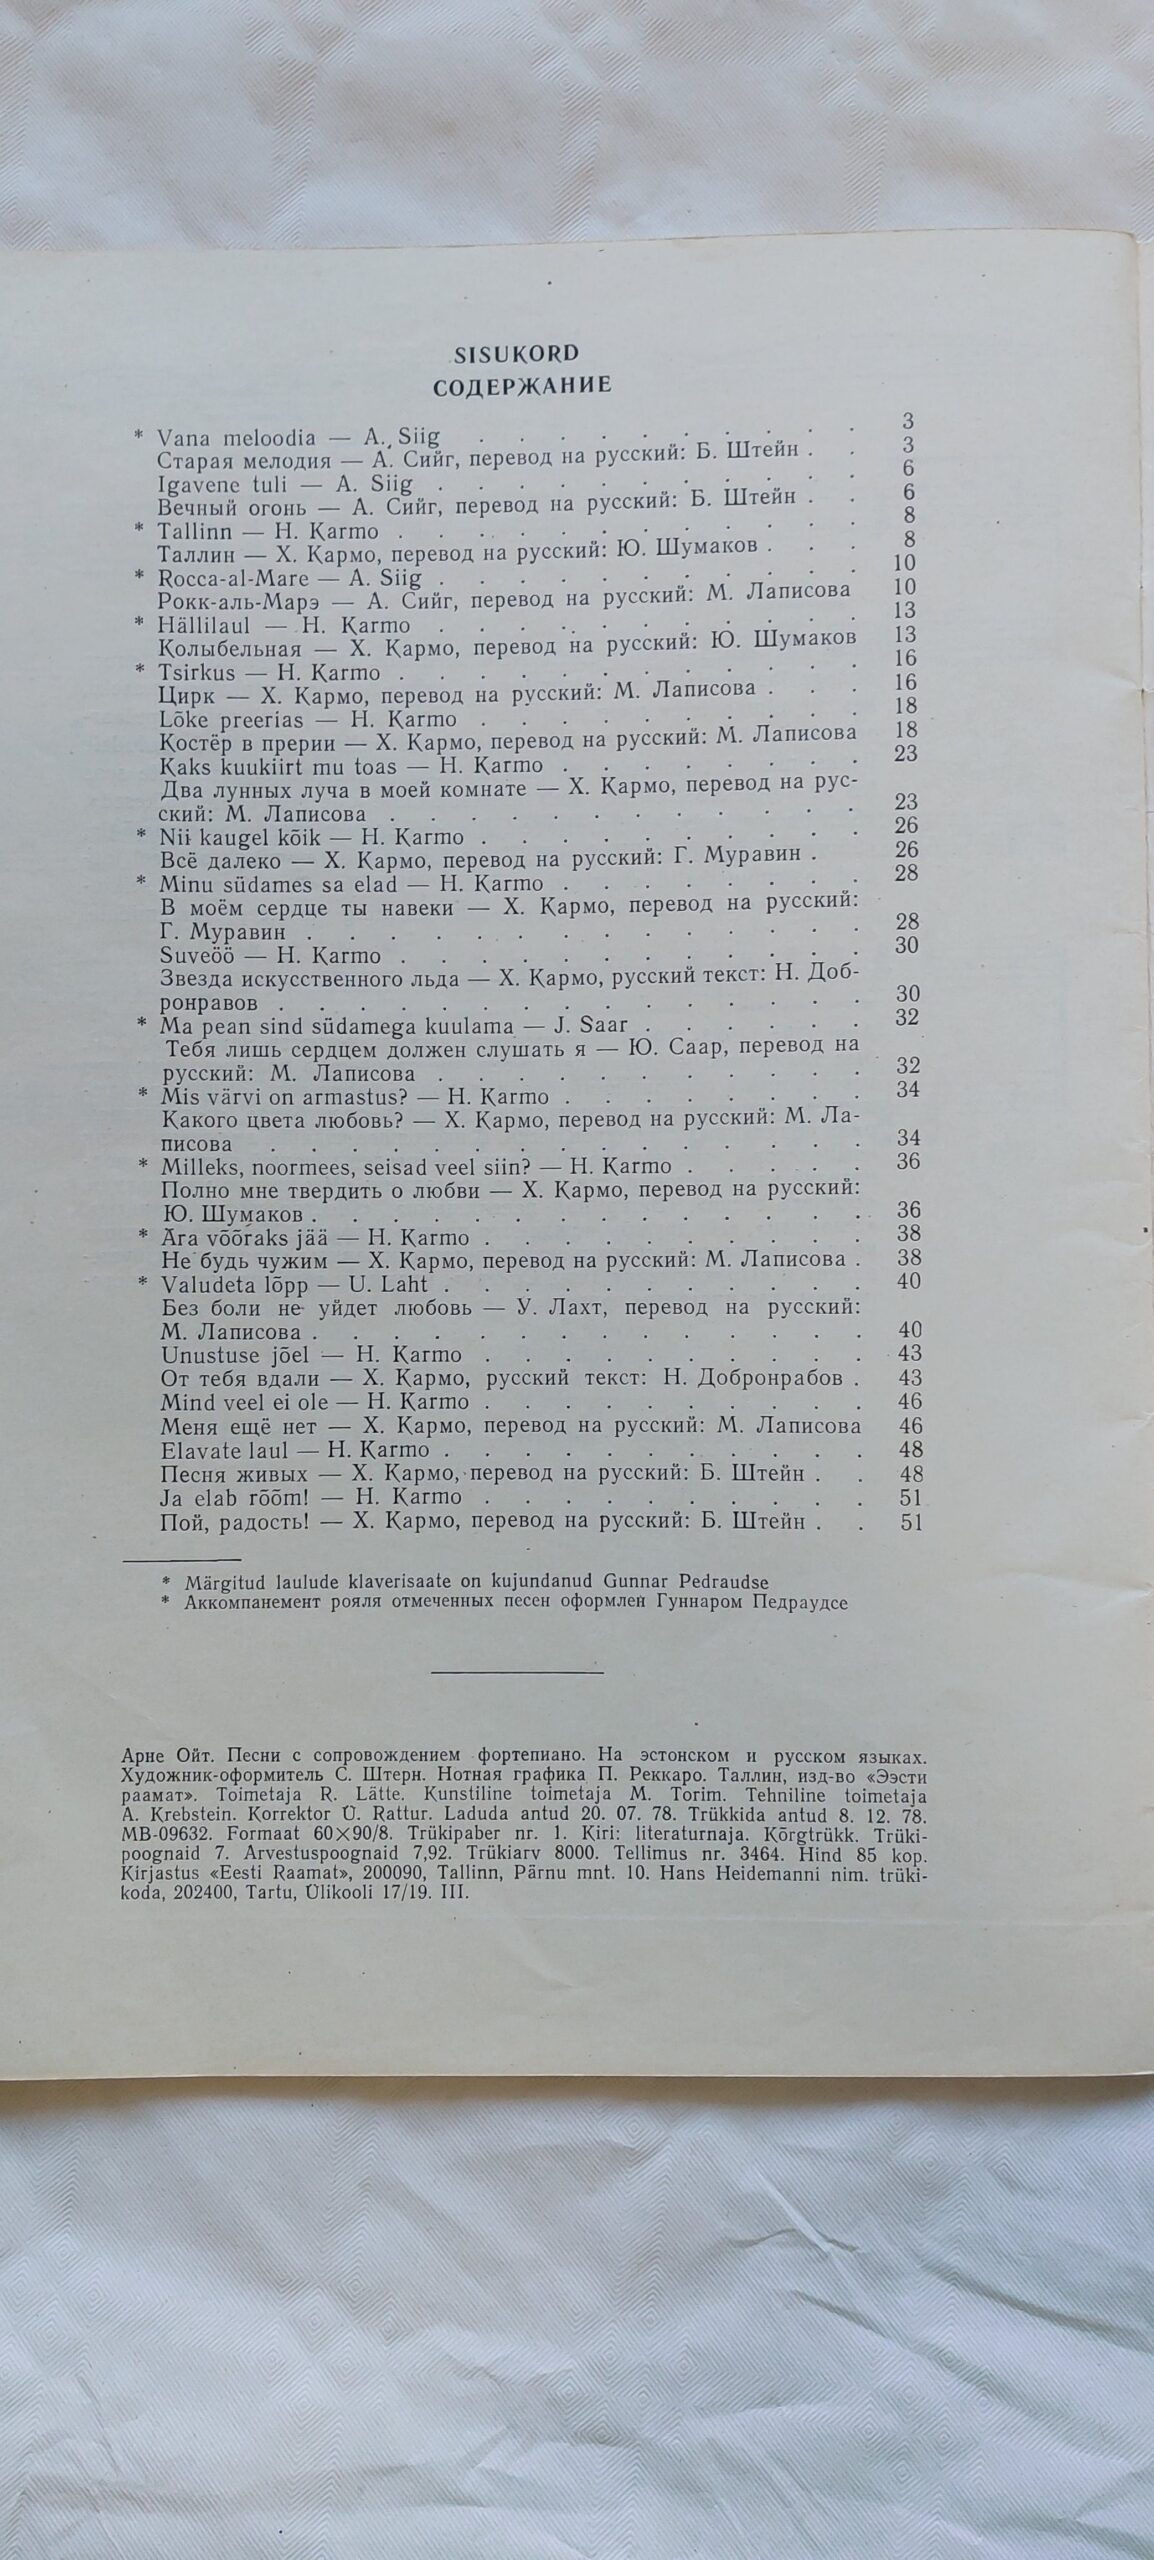 SISUKORD
СОДЕРЖАНИЕ
* Vana meloodia — A. Siig . . . . . . . . . . 3
Старая мелодия — А. Сийг, перевод на русский: Б. Штейн . . 3
Igavene tuli — A. Siig . . . . . . . . . . . 6
Вечный огонь — А. Сийг, перевод на русский: Б. Штейн . . 6
* Tallinn — H. Karmo . . . . . . . . . . . . 8
Таллин — Х. Кармо, перевод на русский: Ю. Шумаков . . . 8
* Rocca-al-Mare — A. Siig . . . . . . . . . . . 10
Рокк-аль-Марэ — А. Сийг, перевод на русский: М. Лаписова 10
* Hällilaul — H. Karmo . . . . . . . . . . . 13
Колыбельная — Х. Кармо, перевод на русский: Ю. Шумаков 13
* Tsirkus — H. Karmo . . . . . . . . . . . . 16
Цирк — Х. Кармо, перевод на русский: М. Лаписова . . . 16
Lõke preerias — H. Karmo . . . . . . . . . . 18
Костёр в прерии — Х. Кармо, перевод на русский: М. Лаписова 18
Kaks kuukiirt mu toas — H. Karmo . . . . . . . . 23
Два лунных луча в моей комнате — Х. Кармо, перевод на рус-
ский: М. Лаписова . . . . . . . . . . . . 23
* Nii kaugel kõik — H. Karmo . . . . . . . . . . 26
Всё далеко — Х. Кармо, перевод на русский: Г. Муравин . 26
* Minu südames sa elad — H. Karmo . . . . . . . . 28
В моём сердце ты навеки — Х. Кармо, перевод на русский:
Г. Муравин . . . . . . . . . . . . . . 28
Suveöö — H. Karmo . . . . . . . . . . . . 30
Звезда искусственного льда — Х. Кармо, русский текст: Н. Доб-
ронравов . . . . . . . . . . . . . . . 30
* Ma pean sind südamega kuulama — J. Saar . . . . . . 32
Тебя лишь сердцем должен слушать я — Ю. Саар, перевод на
русский: М. Лаписова . . . . . . . . . . . 32
* Mis värvi on armastus? — H. Karmo . . . . . . . . 34
Какого цвета любовь? — Х. Кармо, перевод на русский: М. Ла-
писова . . . . . . . . . . . . . . . 34
* Milleks, noormees, seisad veel siin? — H. Karmo . . . . . 36
Полно мне твердить о любви — Х. Кармо, перевод на русский:
Ю. Шумаков . . . . . . . . . . . . . . 36
* Ära võõraks jää — H. Karmo . . . . . . . . . . 38
Не будь чужим — Х. Кармо, перевод на русский: М. Лаписова . 38
* Valudeta lõpp — U. Laht . . . . . . . . . . . 40
Без боли не уйдет любовь — У. Лахт, перевод на русский:
М. Лаписова . . . . . . . . . . . . . . 40
Unustuse jõel — H. Karmo . . . . . . . . . . 43
От тебя вдали — Х. Кармо, русский текст: Н. Добронрабов . 43
Mind veel ei ole — H. Karmo . . . . . . . . . . 46
Меня ещё нет — Х. Кармо, перевод на русский: М. Лаписова 46
Elavate laul — H. Karmo . . . . . . . . . . . 48
Песня живых — Х. Кармо, перевод на русский: Б. Штейн . . 48
Ja elab rõõm! — H. Karmo . . . . . . . . . . 51
Пой, радость! — Х. Кармо, перевод на русский: Б. Штейн . . 51
* Märgitud laulude klaverisaate on kujundanud Gunnar Pedraudse
* Аккомпанемент рояля отмеченных песен оформлен Гуннаром Педраудсе
Арне Ойт. Песни с сопровождением фортепиано. На эстонском и русском языках.
Художник-оформитель С. Штерн. Нотная графика П. Реккаро. Таллин, изд-во «Ээсти
раамат». Toimetaja R. Lätte. Kunstiline toimetaja M. Torim. Tehniline toimetaja
A. Krebstein. Korrektor Ü. Rattur. Laduda antud 20. 07. 78. Trükkida antud 8. 12. 78.
MB-09632. Formaat 60×90/8. Trükipaber nr. 1. Kiri: literaturnaja. Kõrgtrükk. Trüki-
poognaid 7. Arvestuspoognaid 7,92. Trükiarv 8000. Tellimus nr. 3464. Hind 85 kop.
Kirjastus «Eesti Raamat», 200090, Tallinn, Pärnu mnt. 10. Hans Heidemanni nim. trüki-
koda, 202400, Tartu, Ülikooli 17/19. III.